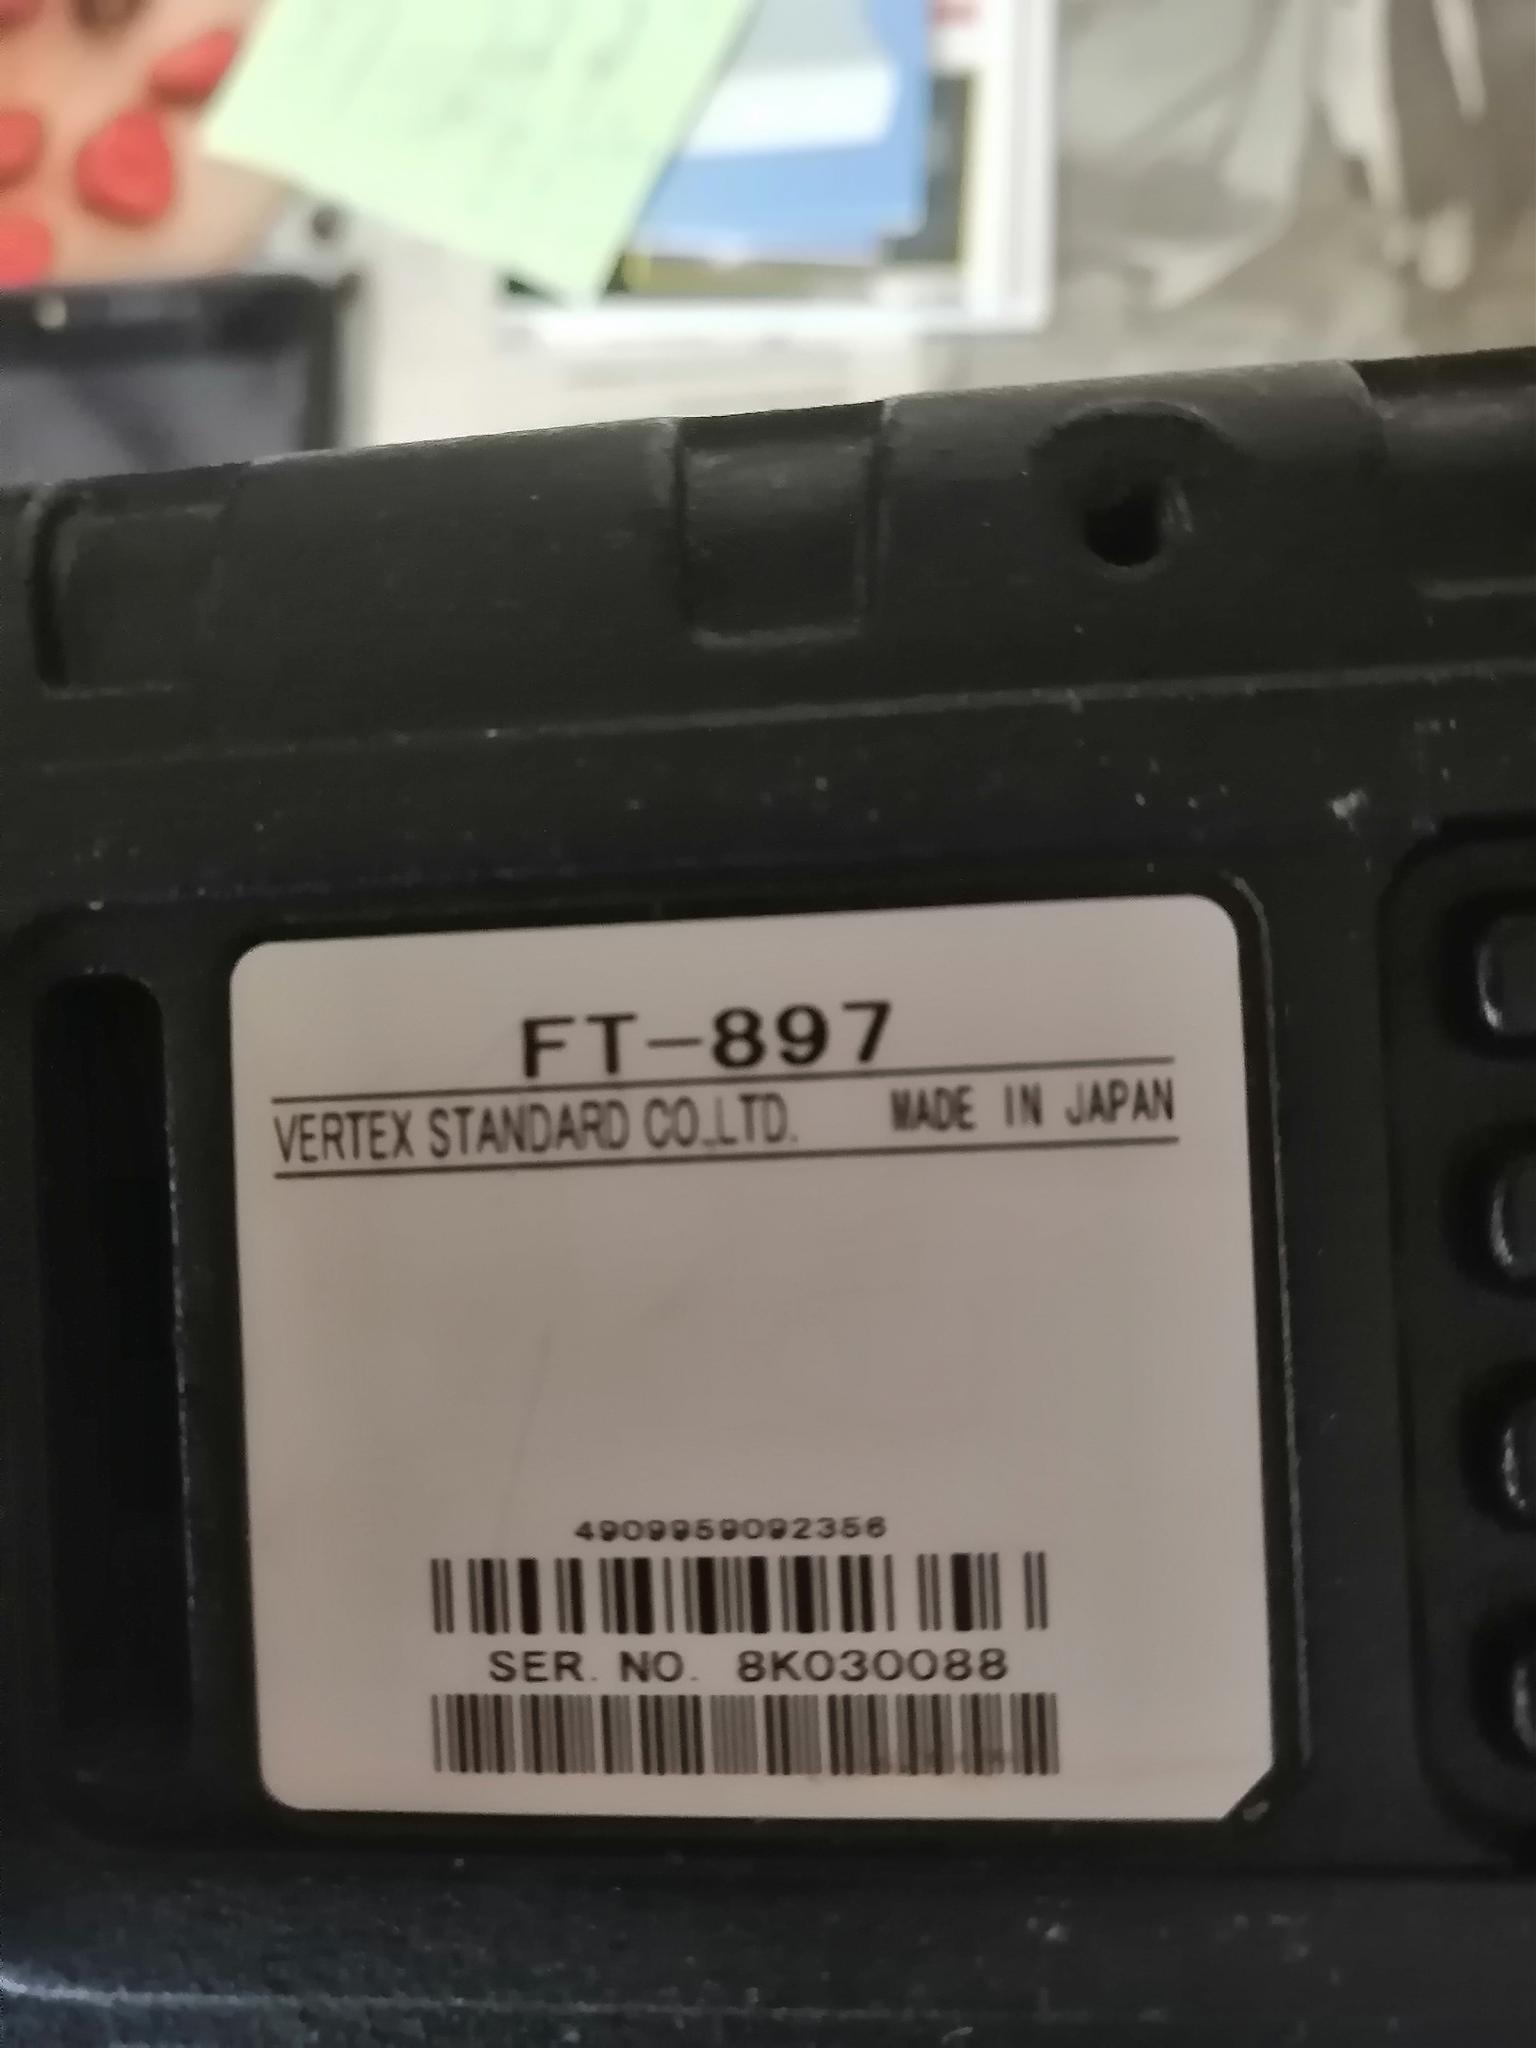 FT-897
VERTEX STANDARD CO.,LTD. MADE IN JAPAN
4909959092356
SER. NO. 8K030088